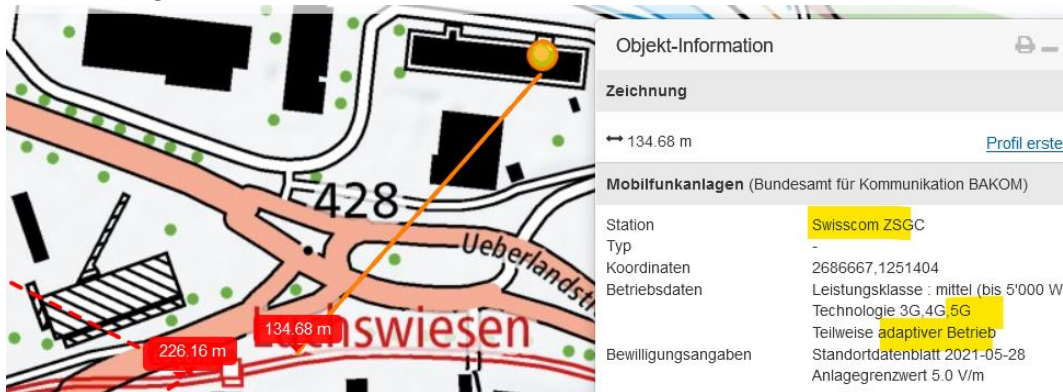 Objekt-Information
Zeichnung
↔ 134.68 m Profil erste
Mobilfunkanlagen (Bundesamt für Kommunikation BAKOM)
Station Swisscom ZSGC
Typ -
Koordinaten 2686667,1251404
Betriebsdaten Leistungsklasse : mittel (bis 5'000 W
Technologie 3G,4G,5G
Teilweise adaptiver Betrieb
Bewilligungsangaben Standortdatenblatt 2021-05-28
Anlagegrenzwert 5.0 V/m
428
Ueberlandstr
134.68 m
226.16 m